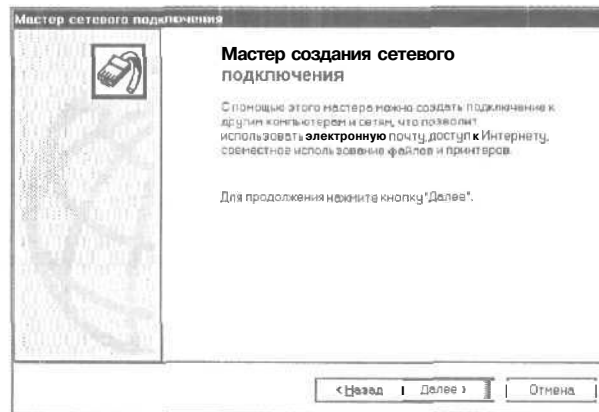 Мастер сетевого подключения
Мастер создания сетевого
подключения
С помощью этого мастера можно создать подключение к
другим компьютерам и сетям, что позволит
использовать электронную почту, доступ к Интернету,
совместное использование файлов и принтеров.
Для продолжения нажмите кнопку "Далее".
< Назад Далее > Отмена